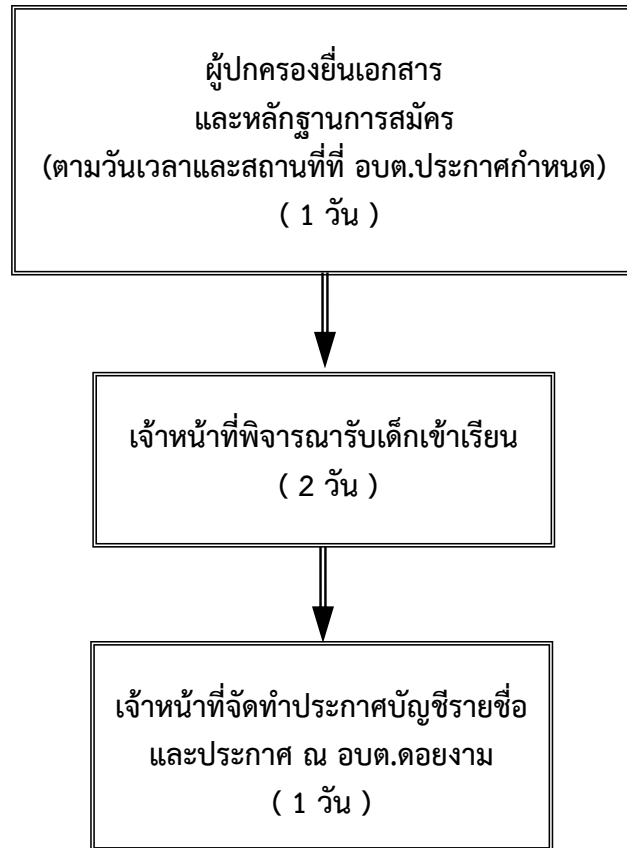 ผู้ปกครองยื่นเอกสาร
และหลักฐานการสมัคร
(ตามวันเวลาและสถานที่ที่ อบต.ประกาศกำหนด)
( 1 วัน )
เจ้าหน้าที่พิจารณารับเด็กเข้าเรียน
( 2 วัน )
เจ้าหน้าที่จัดทำประกาศบัญชีรายชื่อ
และประกาศ ณ อบต.ดอยงาม
( 1 วัน )